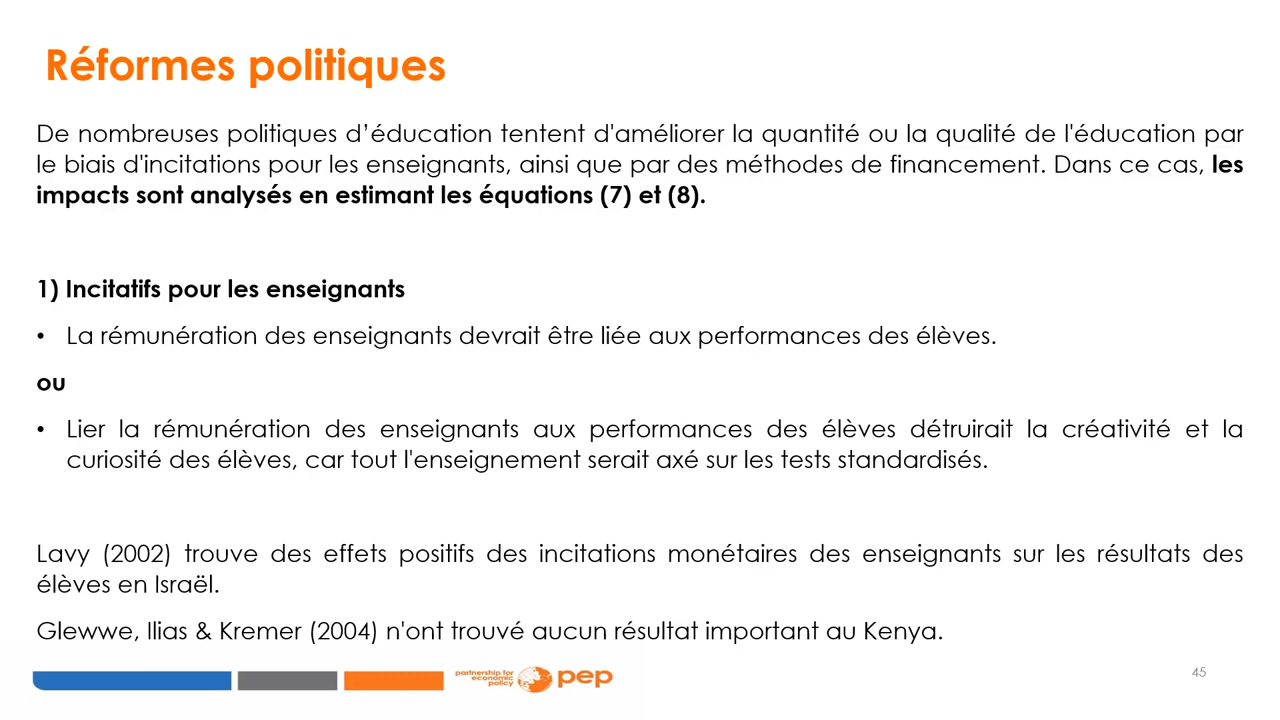 Réformes politiques
De nombreuses politiques d’éducation tentent d'améliorer la quantité ou la qualité de l'éducation par
le biais d'incitations pour les enseignants, ainsi que par des méthodes de financement. Dans ce cas, les
impacts sont analysés en estimant les équations (7) et (8).
1) Incitatifs pour les enseignants
• La rémunération des enseignants devrait être liée aux performances des élèves.
ou
• Lier la rémunération des enseignants aux performances des élèves détruirait la créativité et la
curiosité des élèves, car tout l'enseignement serait axé sur les tests standardisés.
Lavy (2002) trouve des effets positifs des incitations monétaires des enseignants sur les résultats des
élèves en Israël.
Glewwe, Ilias & Kremer (2004) n'ont trouvé aucun résultat important au Kenya.
partnership for
economic
policy
pep
45